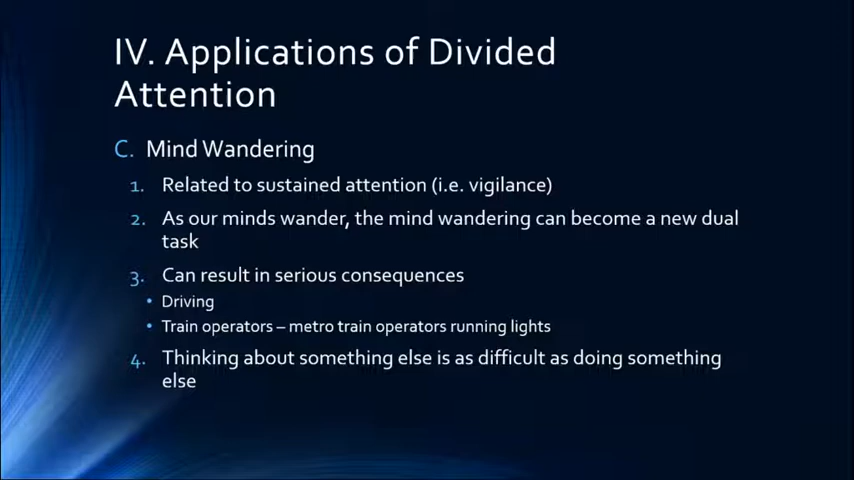 IV. Applications of Divided
Attention
C. Mind Wandering
1. Related to sustained attention (i.e. vigilance)
2. As our minds wander, the mind wandering can become a new dual
task
3. Can result in serious consequences
• Driving
• Train operators – metro train operators running lights
4. Thinking about something else is as difficult as doing something
else